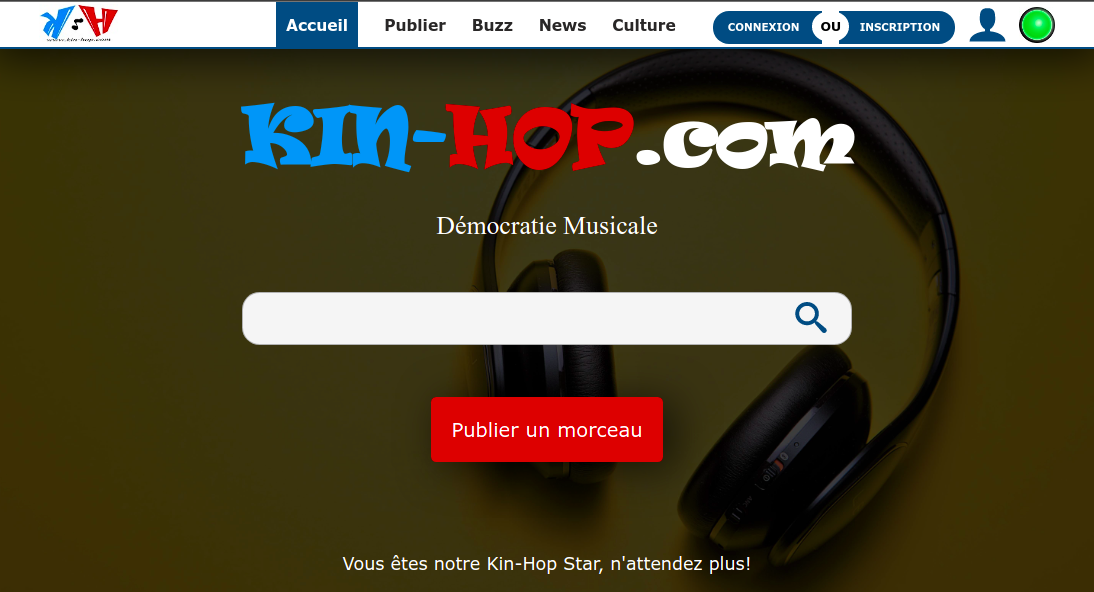 K H
www.kin-hop.com
Accueil Publier Buzz News Culture CONNEXION OU INSCRIPTION
KIN-HOP.com
Démocratie Musicale
Publier un morceau
Vous êtes notre Kin-Hop Star, n'attendez plus!